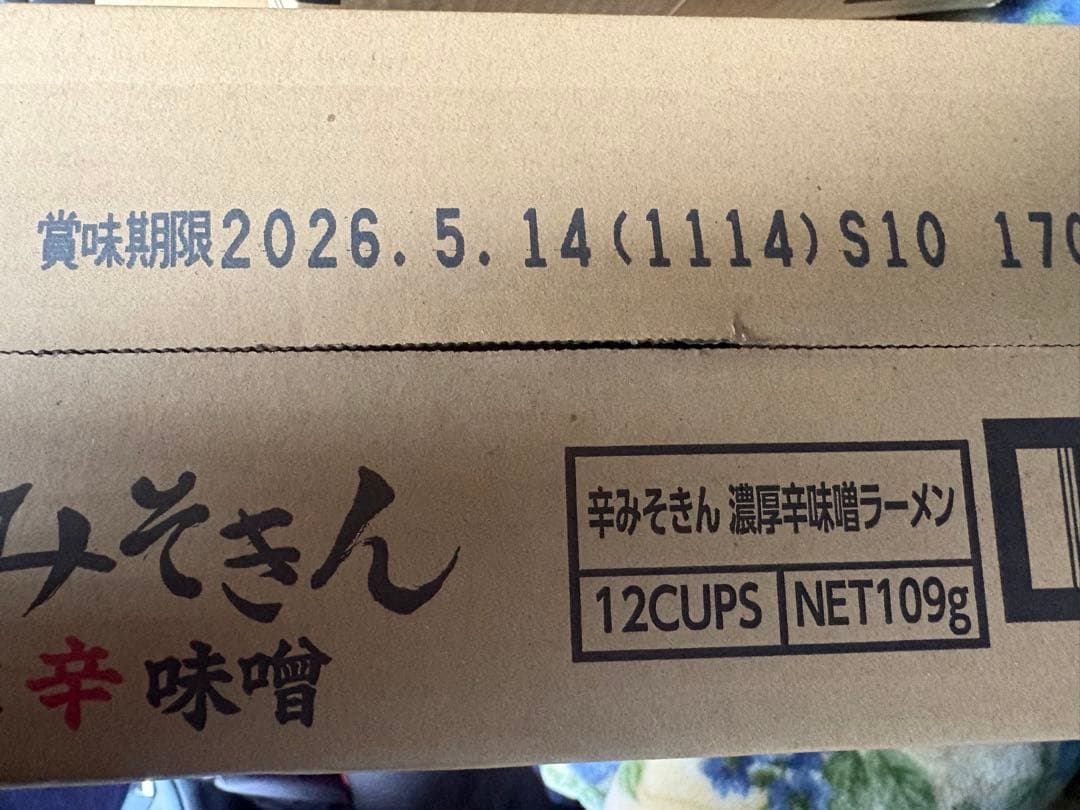 賞味期限2026.5.14(1114)S10 170
みそきん
辛味噌
辛みそきん 濃厚辛味噌ラーメン
12CUPS
NET109g